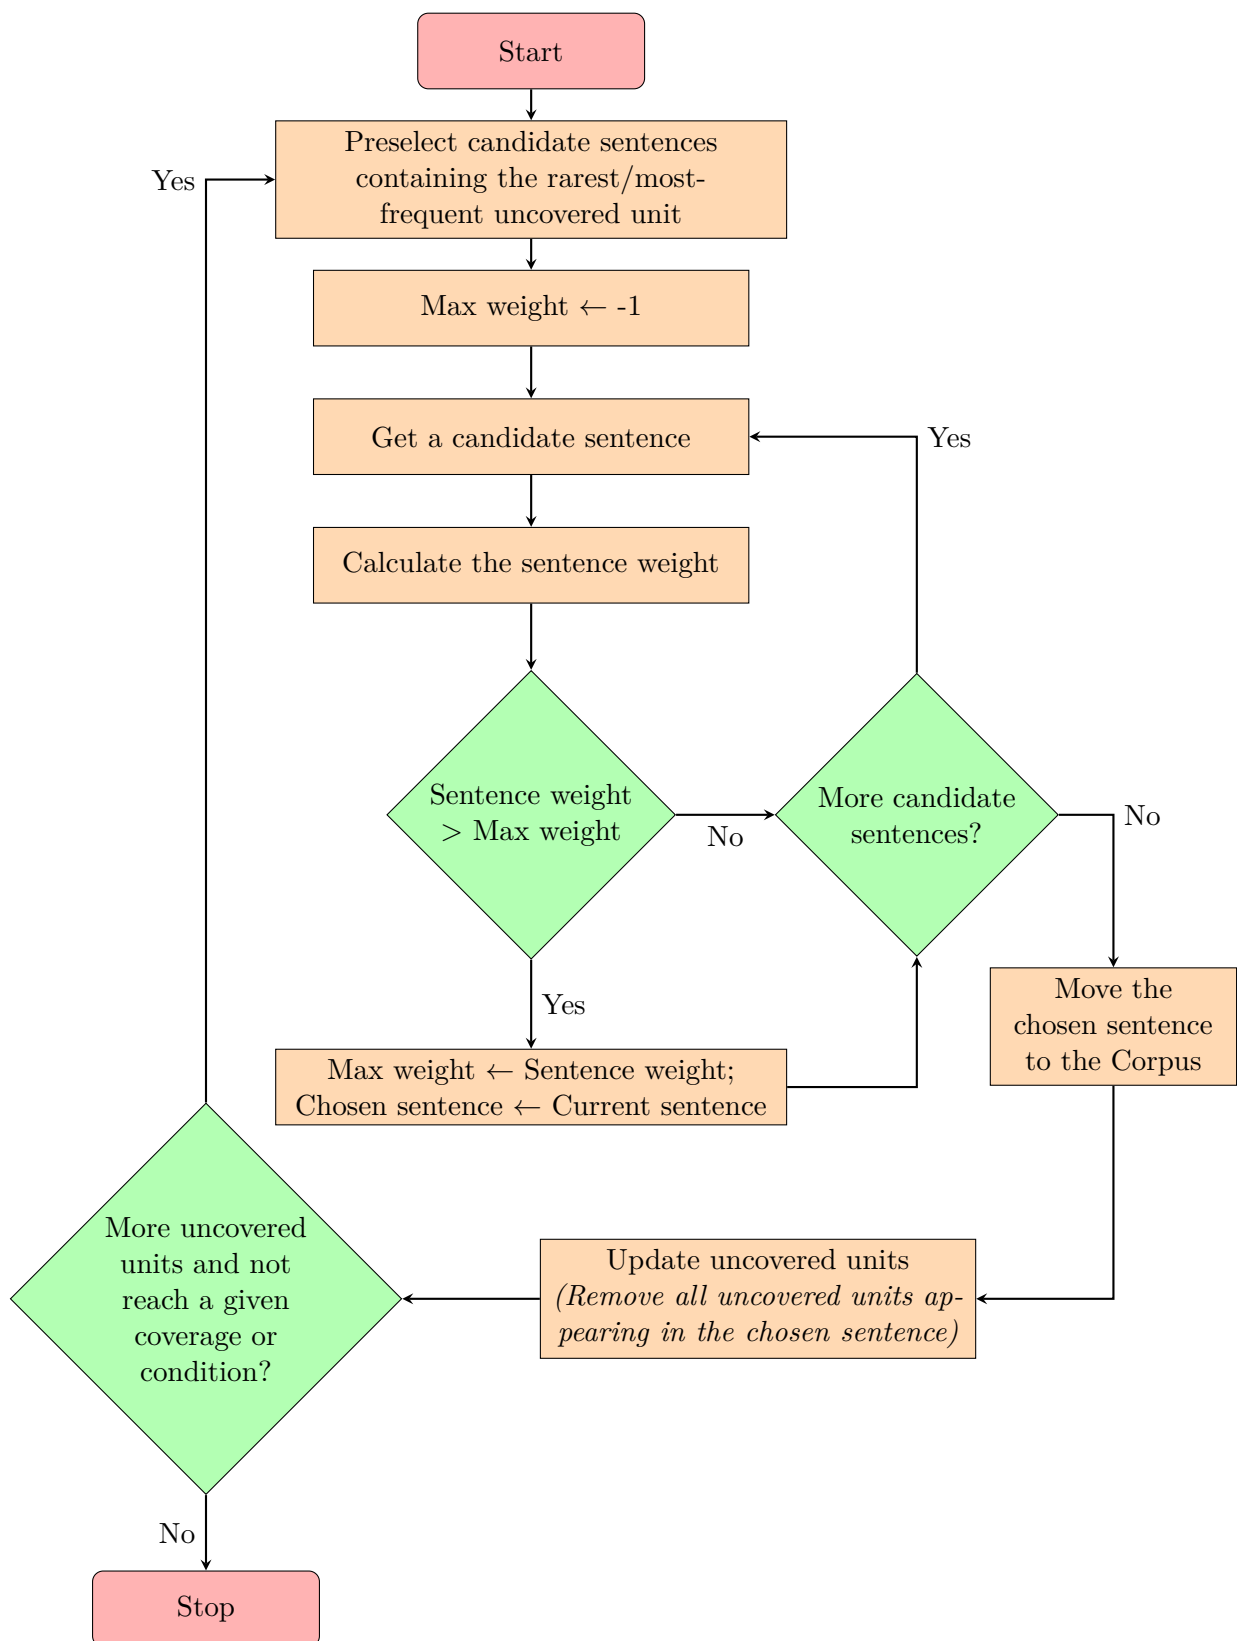 Start
Preselect candidate sentences
containing the rarest/most-
frequent uncovered unit
Yes
Max weight ← -1
Get a candidate sentence
Yes
Calculate the sentence weight
Sentence weight
> Max weight
No
More candidate
sentences?
No
Yes
Move the
chosen sentence
to the Corpus
Max weight ← Sentence weight;
Chosen sentence ← Current sentence
More uncovered
units and not
reach a given
coverage or
condition?
Update uncovered units
(Remove all uncovered units ap-
pearing in the chosen sentence)
No
Stop